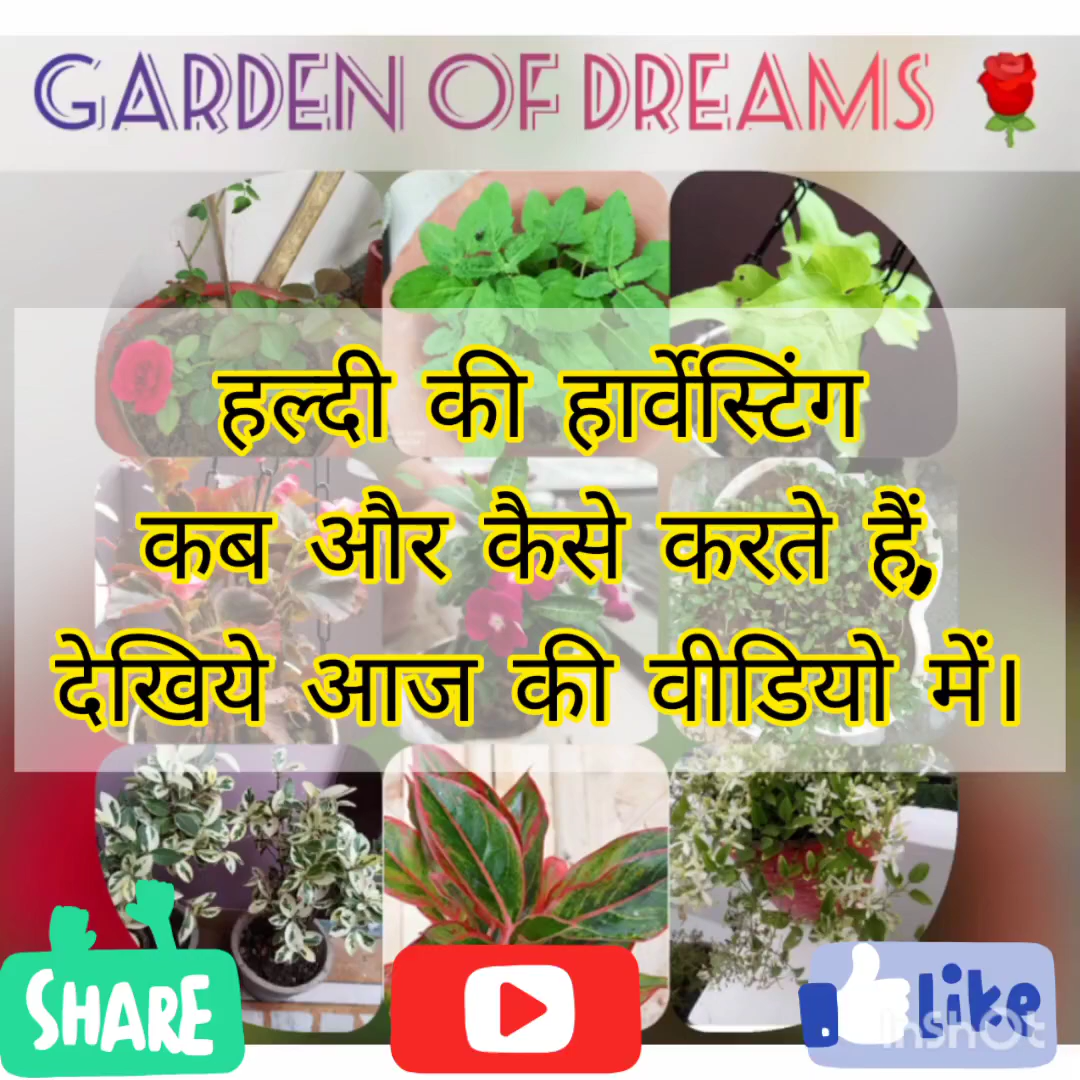 GARDEN OF DREAMS
हल्दी की हार्वेस्टिंग
कब और कैसे करते हैं,
देखिये आज की वीडियो में।
SHARE
like
InshOt